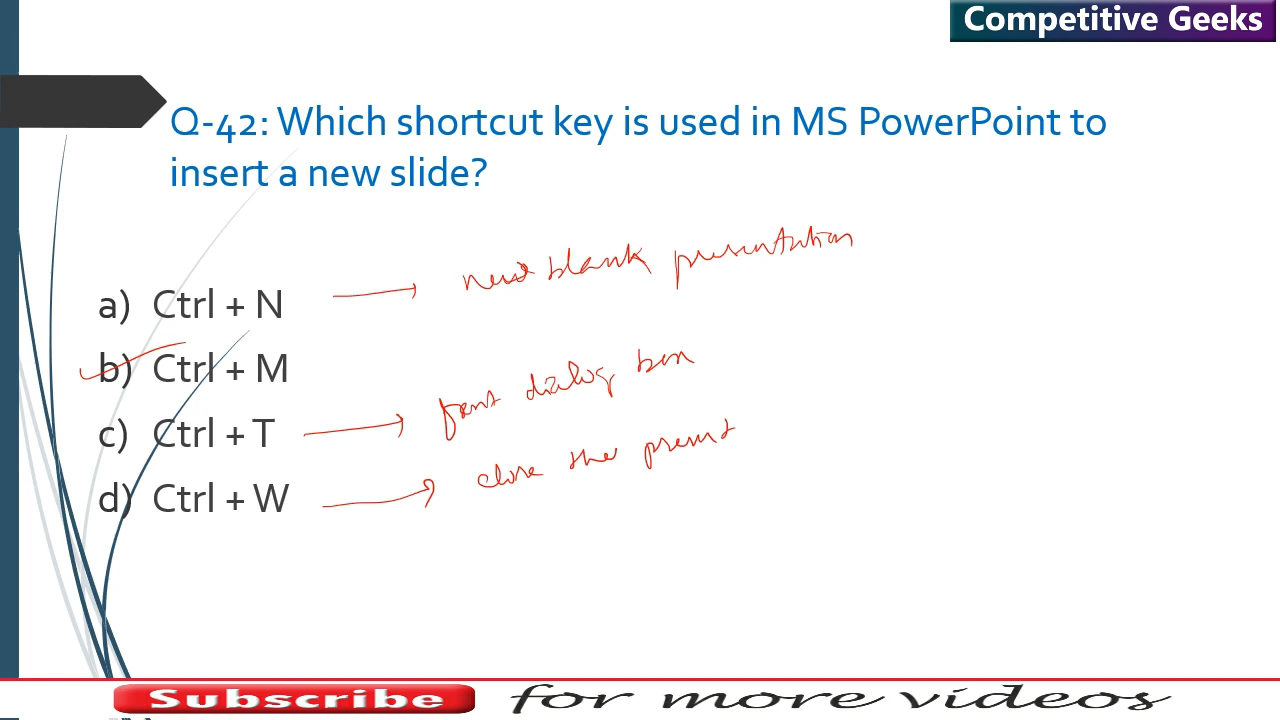 Competitive Geeks
Q-42: Which shortcut key is used in MS PowerPoint to
insert a new slide?
new blank presentation
a) Ctrl + N
b) Ctrl + M
font dialog box
c) Ctrl + T
close the present
d) Ctrl + W
Subscribe for more videos